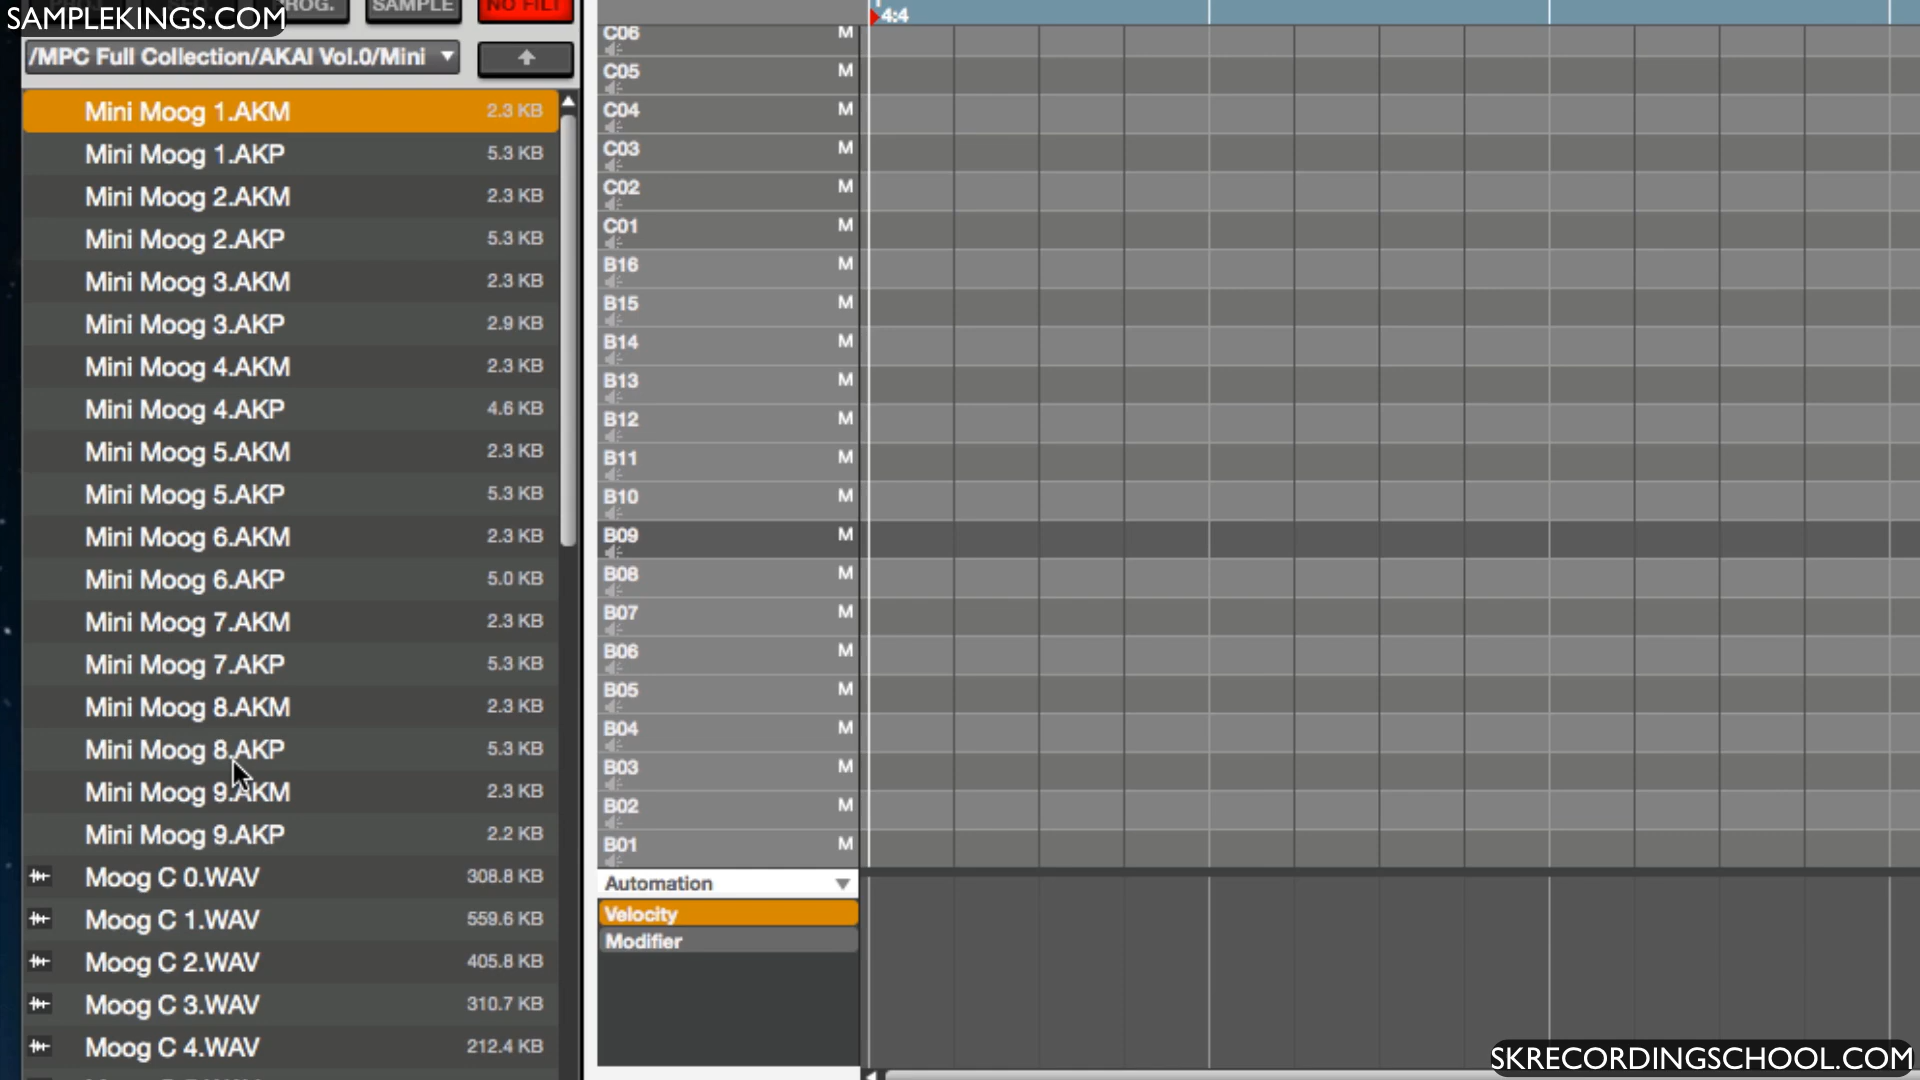 SAMPLEKINGS.COM
PROG.
SAMPLE
NO FILT
/MPC Full Collection/AKAI Vol.0/Mini
Mini Moog 1.AKM 2.3 KB
Mini Moog 1.AKP 5.3 KB
Mini Moog 2.AKM 2.3 KB
Mini Moog 2.AKP 5.3 KB
Mini Moog 3.AKM 2.3 KB
Mini Moog 3.AKP 2.9 KB
Mini Moog 4.AKM 2.3 KB
Mini Moog 4.AKP 4.6 KB
Mini Moog 5.AKM 2.3 KB
Mini Moog 5.AKP 5.3 KB
Mini Moog 6.AKM 2.3 KB
Mini Moog 6.AKP 5.0 KB
Mini Moog 7.AKM 2.3 KB
Mini Moog 7.AKP 5.3 KB
Mini Moog 8.AKM 2.3 KB
Mini Moog 8.AKP 5.3 KB
Mini Moog 9.AKM 2.3 KB
Mini Moog 9.AKP 2.2 KB
Moog C 0.WAV 308.8 KB
Moog C 1.WAV 559.6 KB
Moog C 2.WAV 405.8 KB
Moog C 3.WAV 310.7 KB
Moog C 4.WAV 212.4 KB
4:4
C06 M
C05 M
C04 M
C03 M
C02 M
C01 M
B16 M
B15 M
B14 M
B13 M
B12 M
B11 M
B10 M
B09 M
B08 M
B07 M
B06 M
B05 M
B04 M
B03 M
B02 M
B01 M
Automation
Velocity
Modifier
SKRECORDINGSCHOOL.COM